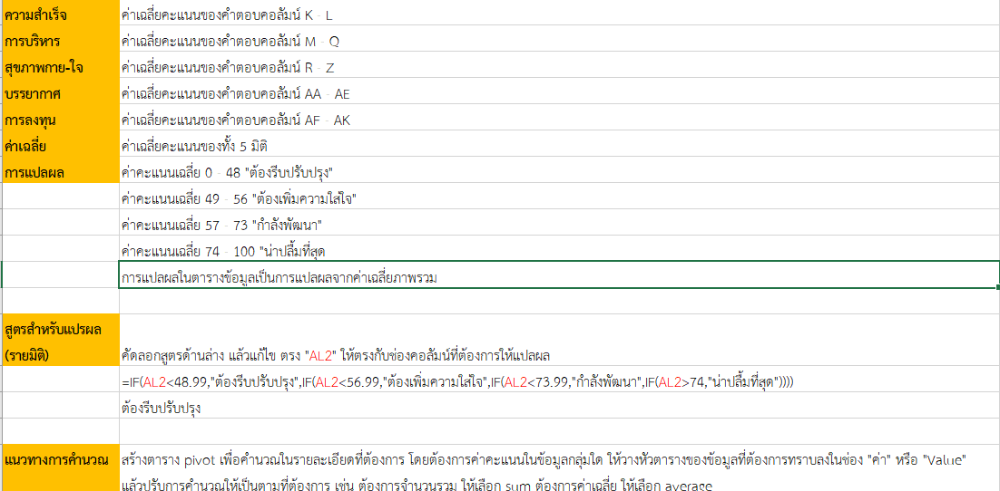 ความสำเร็จ ค่าเฉลี่ยคะแนนของคำตอบคอลัมน์ K - L
การบริหาร ค่าเฉลี่ยคะแนนของคำตอบคอลัมน์ M - Q
สุขภาพกาย-ใจ ค่าเฉลี่ยคะแนนของคำตอบคอลัมน์ R - Z
บรรยากาศ ค่าเฉลี่ยคะแนนของคำตอบคอลัมน์ AA - AE
การลงทุน ค่าเฉลี่ยคะแนนของคำตอบคอลัมน์ AF - AK
ค่าเฉลี่ย ค่าเฉลี่ยคะแนนของทั้ง 5 มิติ
การแปลผล ค่าคะแนนเฉลี่ย 0 - 48 "ต้องรีบปรับปรุง"
ค่าคะแนนเฉลี่ย 49 - 56 "ต้องเพิ่มความใส่ใจ"
ค่าคะแนนเฉลี่ย 57 - 73 "กำลังพัฒนา"
ค่าคะแนนเฉลี่ย 74 - 100 "น่าปลื้มที่สุด
การแปลผลในตารางข้อมูลเป็นการแปลผลจากค่าเฉลี่ยภาพรวม
สูตรสำหรับแปรผล
(รายมิติ) คัดลอกสูตรด้านล่าง แล้วแก้ไข ตรง "AL2" ให้ตรงกับช่องคอลัมน์ที่ต้องการให้แปลผล
=IF(AL2<48.99,"ต้องรีบปรับปรุง",IF(AL2<56.99,"ต้องเพิ่มความใส่ใจ",IF(AL2<73.99,"กำลังพัฒนา",IF(AL2>74,"น่าปลื้มที่สุด"))))
ต้องรีบปรับปรุง
แนวทางการคำนวณ สร้างตาราง pivot เพื่อคำนวณในรายละเอียดที่ต้องการ โดยต้องการค่าคะแนนในข้อมูลกลุ่มใด ให้วางหัวตารางของข้อมูลที่ต้องการทราบลงในช่อง "ค่า" หรือ "Value"
แล้วปรับการคำนวณให้เป็นตามที่ต้องการ เช่น ต้องการจำนวนรวม ให้เลือก sum ต้องการค่าเฉลี่ย ให้เลือก average